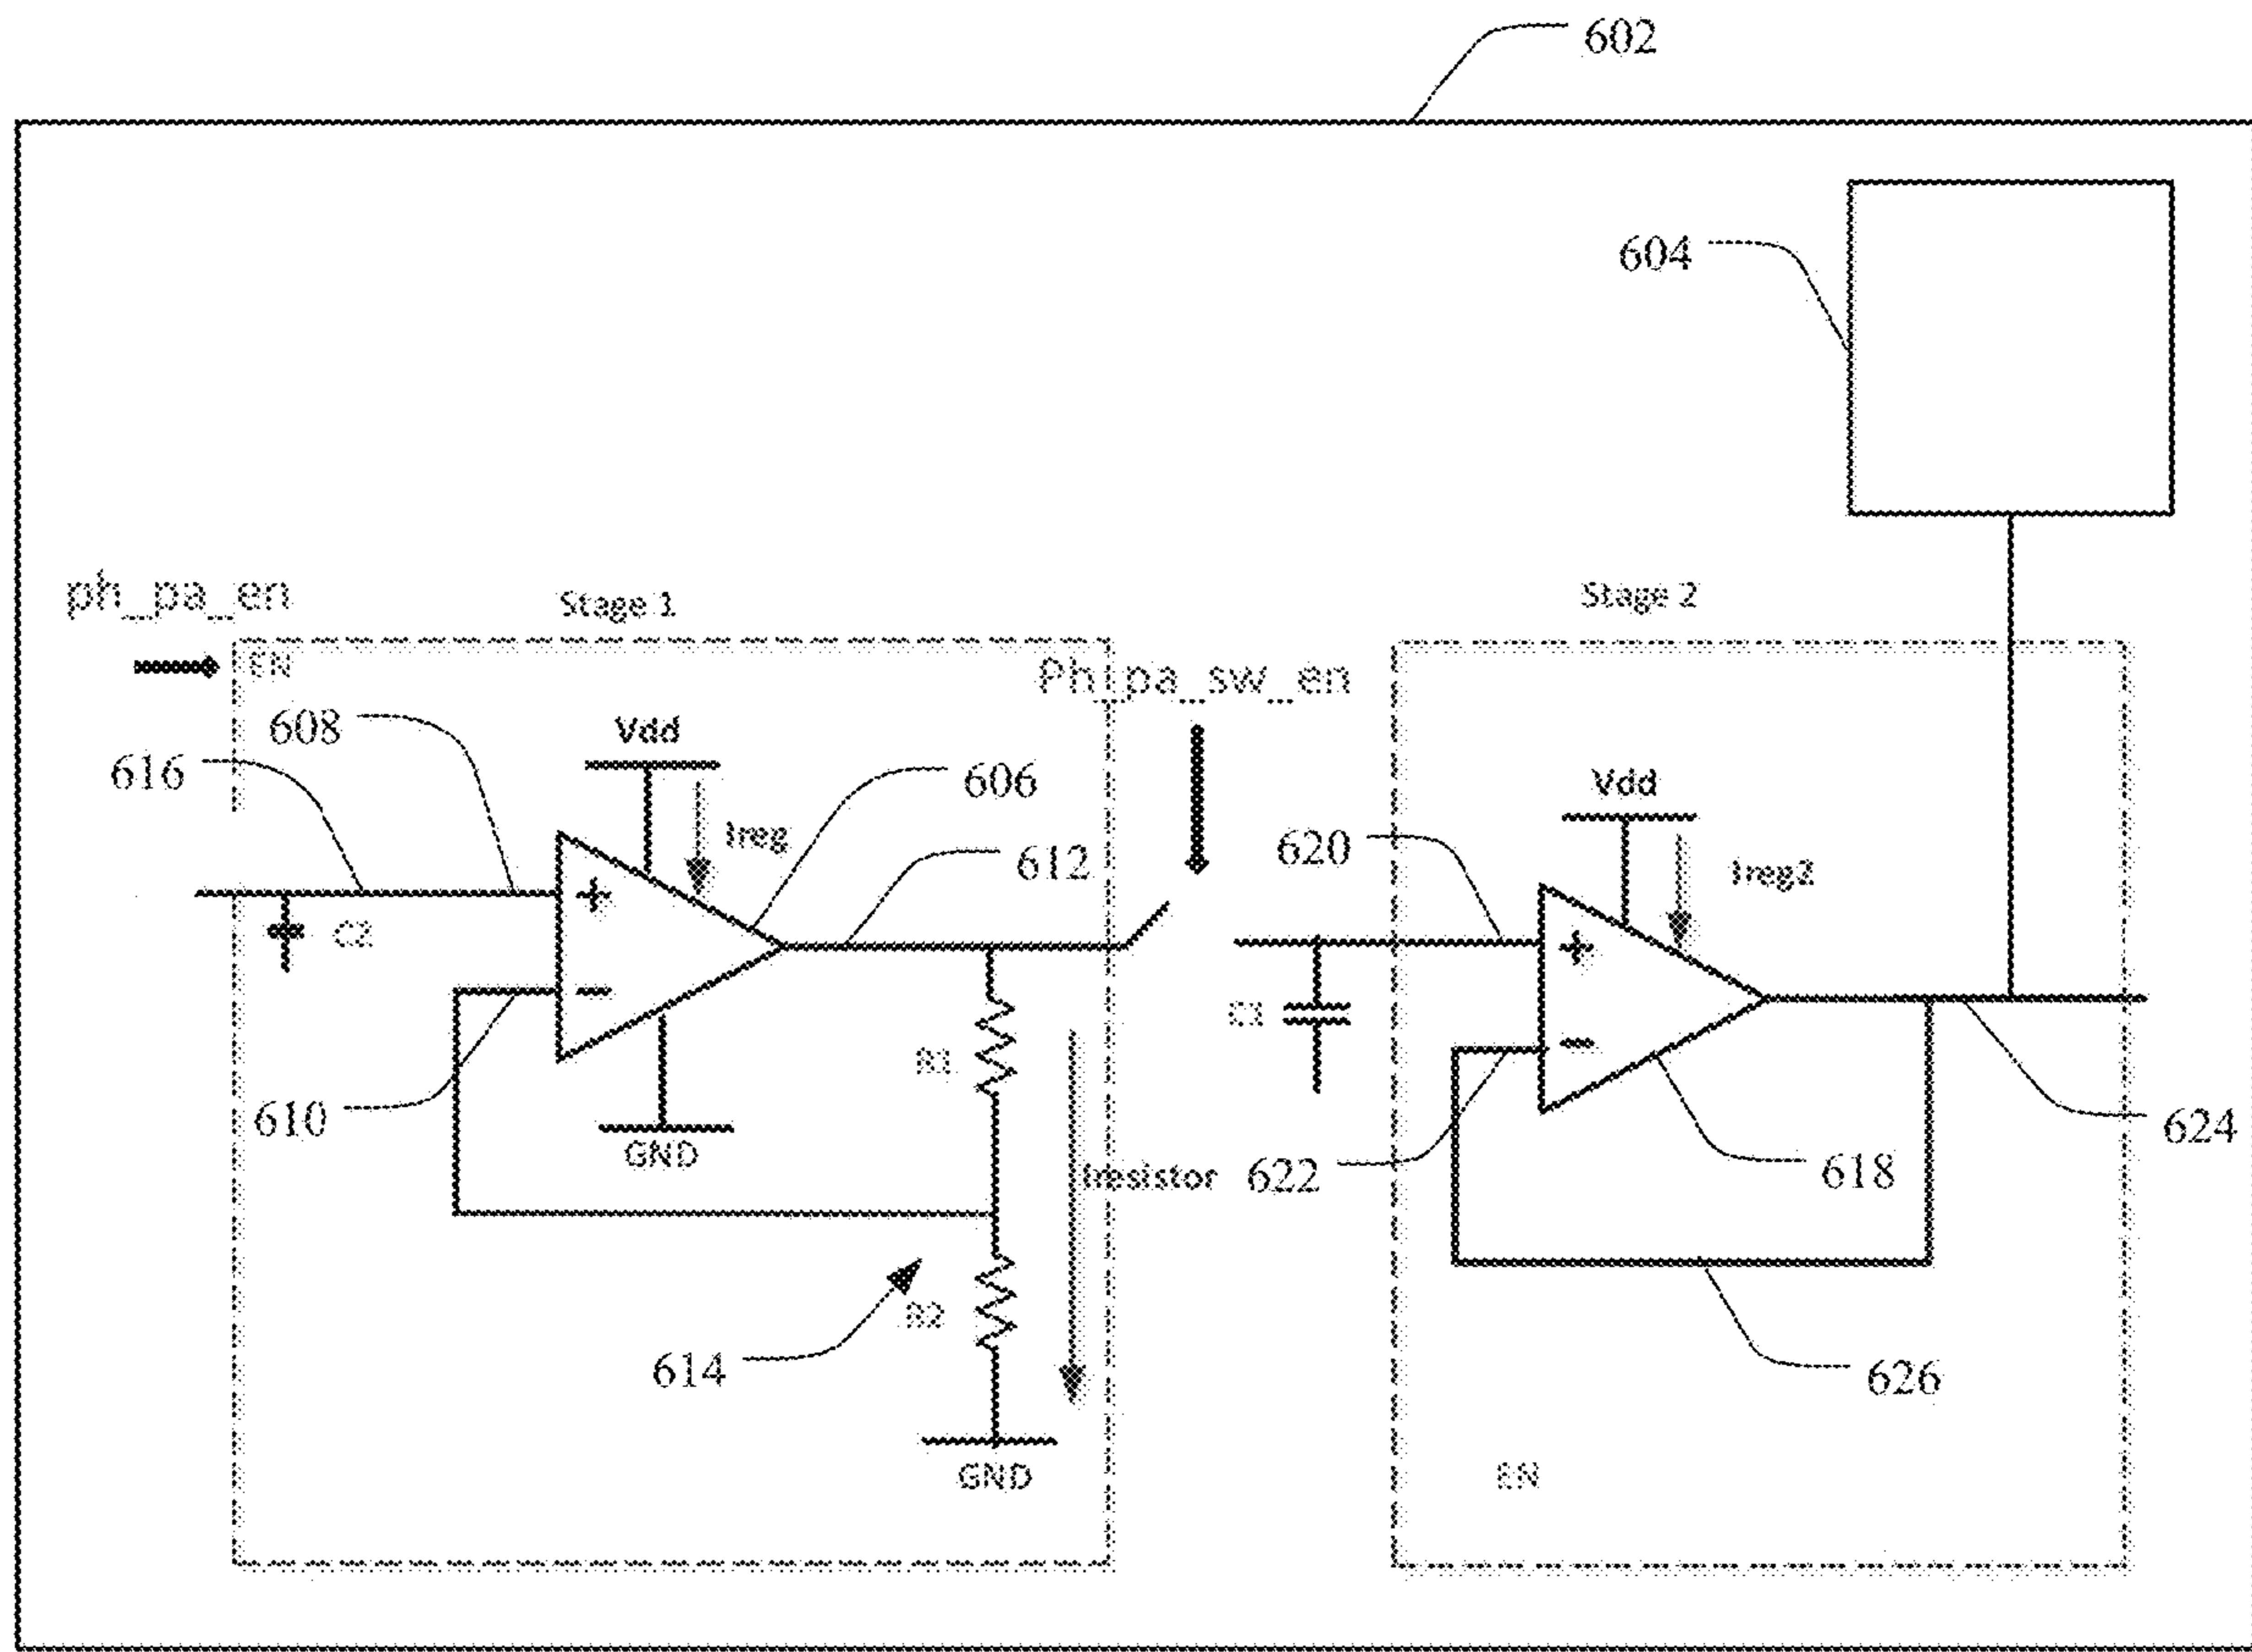 602
604
ph_pa_en
Stage 1
Stage 2
EN
Ph_pa_sw_en
608
Vdd
616
606
Vdd
Ireg
620
612
Ireg2
+
C2
+
−
R1
−
610
624
GND
Iresistor
622
618
R2
614
626
GND
EN